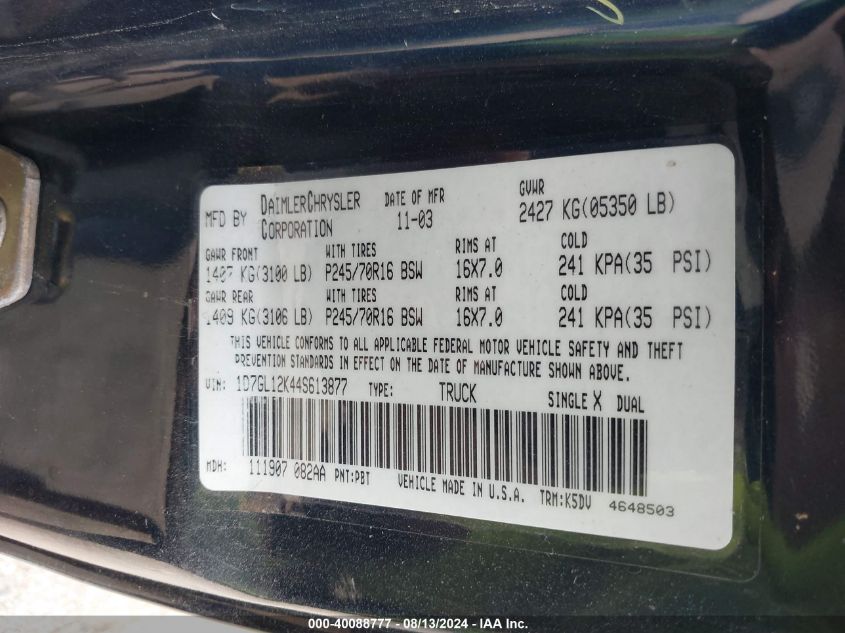 MFD BY DAIMLERCHRYSLER CORPORATION DATE OF MFR 11-03 GVWR 2427 KG(05350 LB)
GAWR FRONT WITH TIRES RIMS AT COLD
1407 KG(3100 LB) P245/70R16 BSW 16X7.0 241 KPA(35 PSI)
GAWR REAR WITH TIRES RIMS AT COLD
1409 KG(3106 LB) P245/70R16 BSW 16X7.0 241 KPA(35 PSI)
THIS VEHICLE CONFORMS TO ALL APPLICABLE FEDERAL MOTOR VEHICLE SAFETY AND THEFT
PREVENTION STANDARDS IN EFFECT ON THE DATE OF MANUFACTURE SHOWN ABOVE.
VIN: 1D7GL12K44S613877 TYPE: TRUCK SINGLE X DUAL
MDH: 111907 082AA PNT:PBT VEHICLE MADE IN U.S.A. TRM:K5DV 4648503
000-40088777 - 08/13/2024 - IAA Inc.